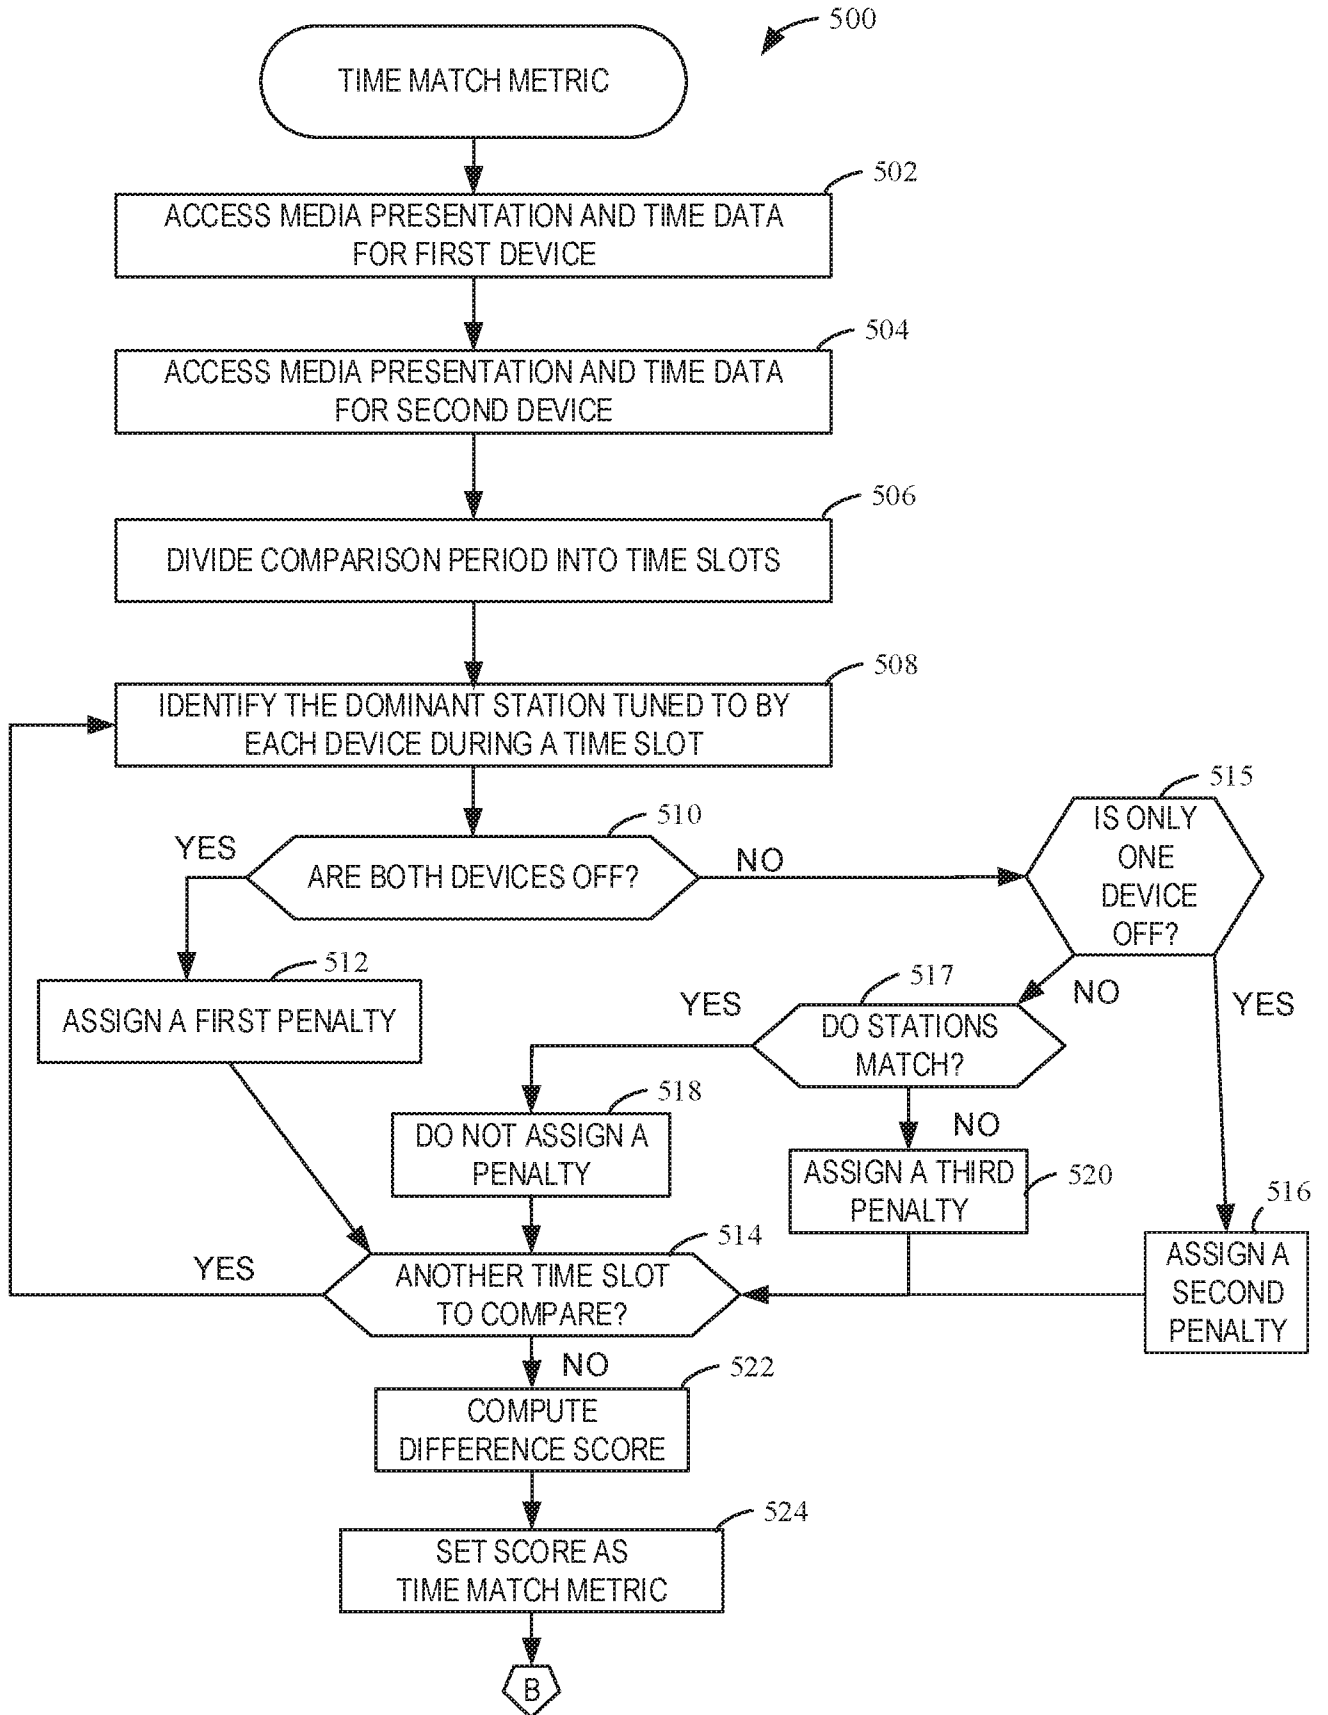 500
TIME MATCH METRIC
502
ACCESS MEDIA PRESENTATION AND TIME DATA
FOR FIRST DEVICE
504
ACCESS MEDIA PRESENTATION AND TIME DATA
FOR SECOND DEVICE
506
DIVIDE COMPARISON PERIOD INTO TIME SLOTS
508
IDENTIFY THE DOMINANT STATION TUNED TO BY
EACH DEVICE DURING A TIME SLOT
510
YES
ARE BOTH DEVICES OFF?
NO
515
IS ONLY
ONE
DEVICE
OFF?
512
ASSIGN A FIRST PENALTY
517
YES
NO
YES
DO STATIONS
MATCH?
518
DO NOT ASSIGN A
PENALTY
NO
ASSIGN A THIRD
PENALTY
520
516
ASSIGN A
SECOND
PENALTY
514
YES
ANOTHER TIME SLOT
TO COMPARE?
NO
522
COMPUTE
DIFFERENCE SCORE
524
SET SCORE AS
TIME MATCH METRIC
B